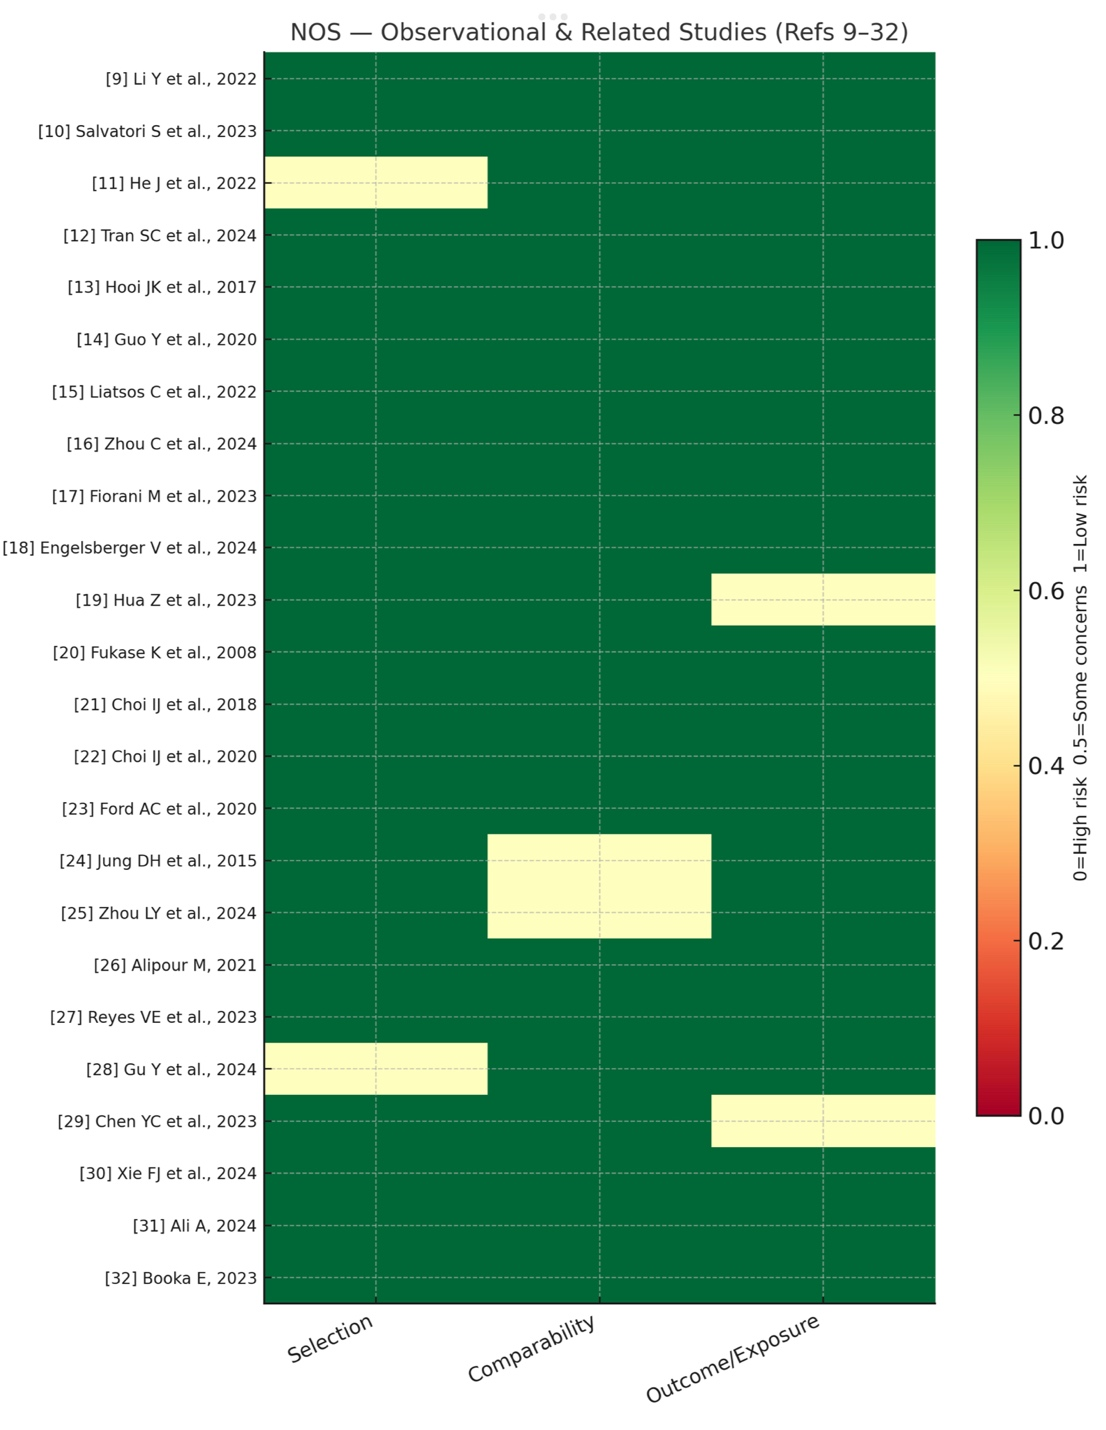 NOS — Observational & Related Studies (Refs 9–32)
[9] Li Y et al., 2022
[10] Salvatori S et al., 2023
[11] He J et al., 2022
[12] Tran SC et al., 2024
[13] Hooi JK et al., 2017
[14] Guo Y et al., 2020
[15] Liatsos C et al., 2022
[16] Zhou C et al., 2024
[17] Fiorani M et al., 2023
[18] Engelsberger V et al., 2024
[19] Hua Z et al., 2023
[20] Fukase K et al., 2008
[21] Choi IJ et al., 2018
[22] Choi IJ et al., 2020
[23] Ford AC et al., 2020
[24] Jung DH et al., 2015
[25] Zhou LY et al., 2024
[26] Alipour M, 2021
[27] Reyes VE et al., 2023
[28] Gu Y et al., 2024
[29] Chen YC et al., 2023
[30] Xie FJ et al., 2024
[31] Ali A, 2024
[32] Booka E, 2023
Selection
Comparability
Outcome/Exposure
1.0
0.8
0.6
0.4
0.2
0.0
0=High risk  0.5=Some concerns  1=Low risk